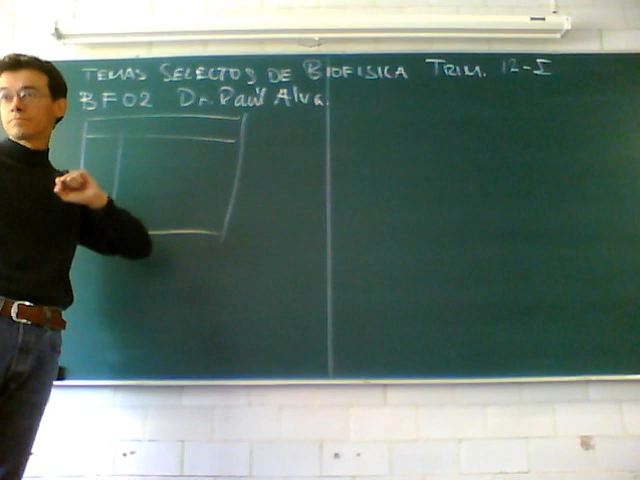 TEMAS SELECTOS DE BIOFISICA TRIM. 12-I
BF02 Dr. Raúl Alva.